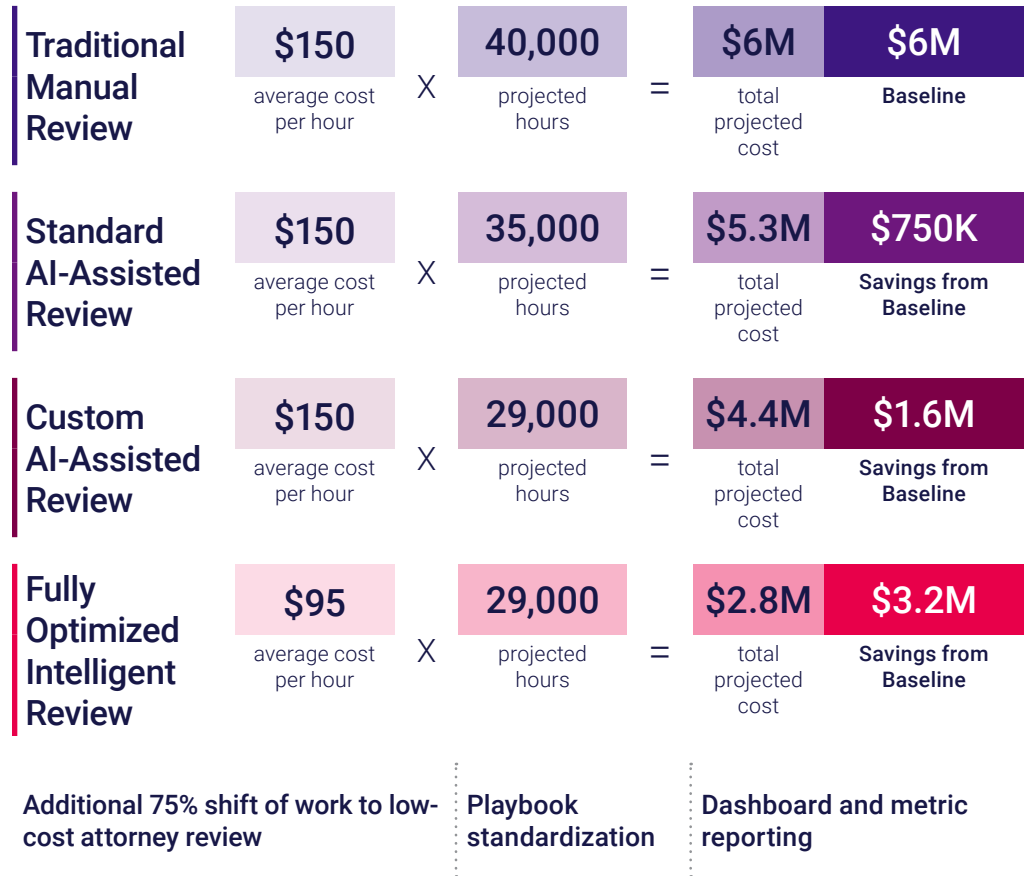 Traditional
Manual
Review
$150
average cost
per hour
X
40,000
projected
hours
=
$6M
total
projected
cost
$6M
Baseline
Standard
AI-Assisted
Review
$150
average cost
per hour
X
35,000
projected
hours
=
$5.3M
total
projected
cost
$750K
Savings from
Baseline
Custom
AI-Assisted
Review
$150
average cost
per hour
X
29,000
projected
hours
=
$4.4M
total
projected
cost
$1.6M
Savings from
Baseline
Fully
Optimized
Intelligent
Review
$95
average cost
per hour
X
29,000
projected
hours
=
$2.8M
total
projected
cost
$3.2M
Savings from
Baseline
Additional 75% shift of work to low-
cost attorney review
Playbook
standardization
Dashboard and metric
reporting